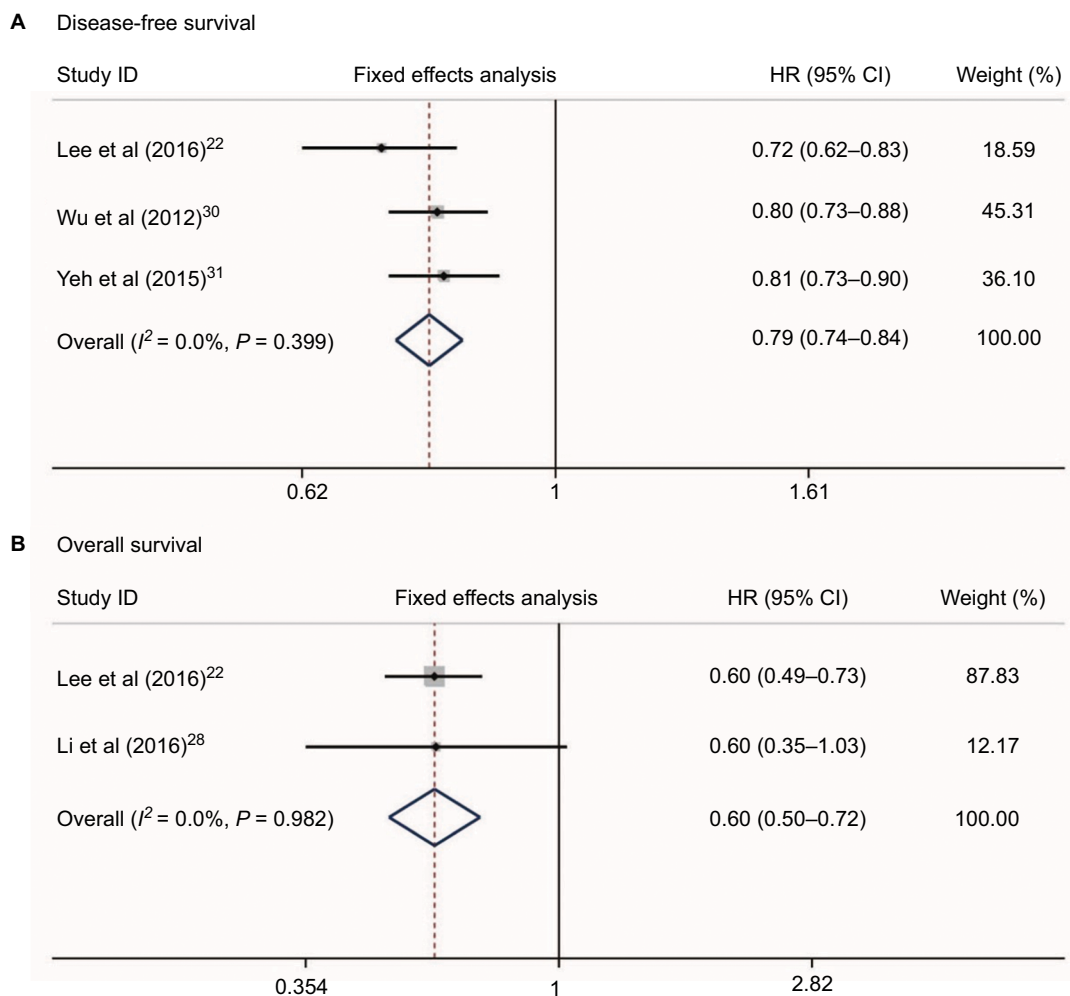 A Disease-free survival
Study ID Fixed effects analysis HR (95% CI) Weight (%)
Lee et al (2016)22 0.72 (0.62–0.83) 18.59
Wu et al (2012)30 0.80 (0.73–0.88) 45.31
Yeh et al (2015)31 0.81 (0.73–0.90) 36.10
Overall (I2 = 0.0%, P = 0.399) 0.79 (0.74–0.84) 100.00
0.62 1 1.61
B Overall survival
Study ID Fixed effects analysis HR (95% CI) Weight (%)
Lee et al (2016)22 0.60 (0.49–0.73) 87.83
Li et al (2016)28 0.60 (0.35–1.03) 12.17
Overall (I2 = 0.0%, P = 0.982) 0.60 (0.50–0.72) 100.00
0.354 1 2.82